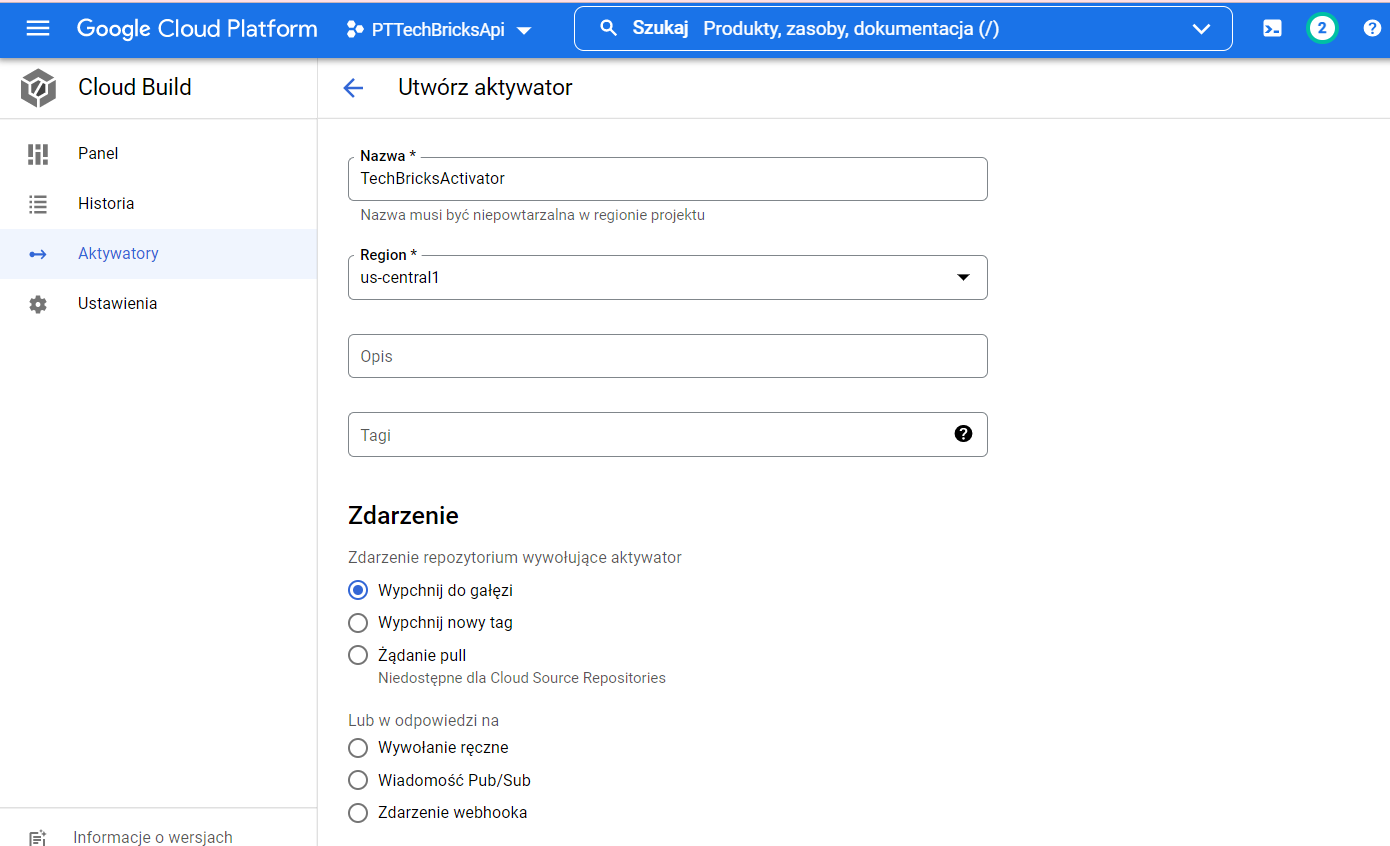 Google Cloud Platform PTTechBricksApi Szukaj Produkty, zasoby, dokumentacja (/) 2 ?
Cloud Build
Utwórz aktywator
Panel
Historia
Aktywatory
Ustawienia
Informacje o wersjach
Nazwa *
TechBricksActivator
Nazwa musi być niepowtarzalna w regionie projektu
Region *
us-central1
Opis
Tagi ?
Zdarzenie
Zdarzenie repozytorium wywołujące aktywator
Wypchnij do gałęzi
Wypchnij nowy tag
Żądanie pull
Niedostępne dla Cloud Source Repositories
Lub w odpowiedzi na
Wywołanie ręczne
Wiadomość Pub/Sub
Zdarzenie webhooka